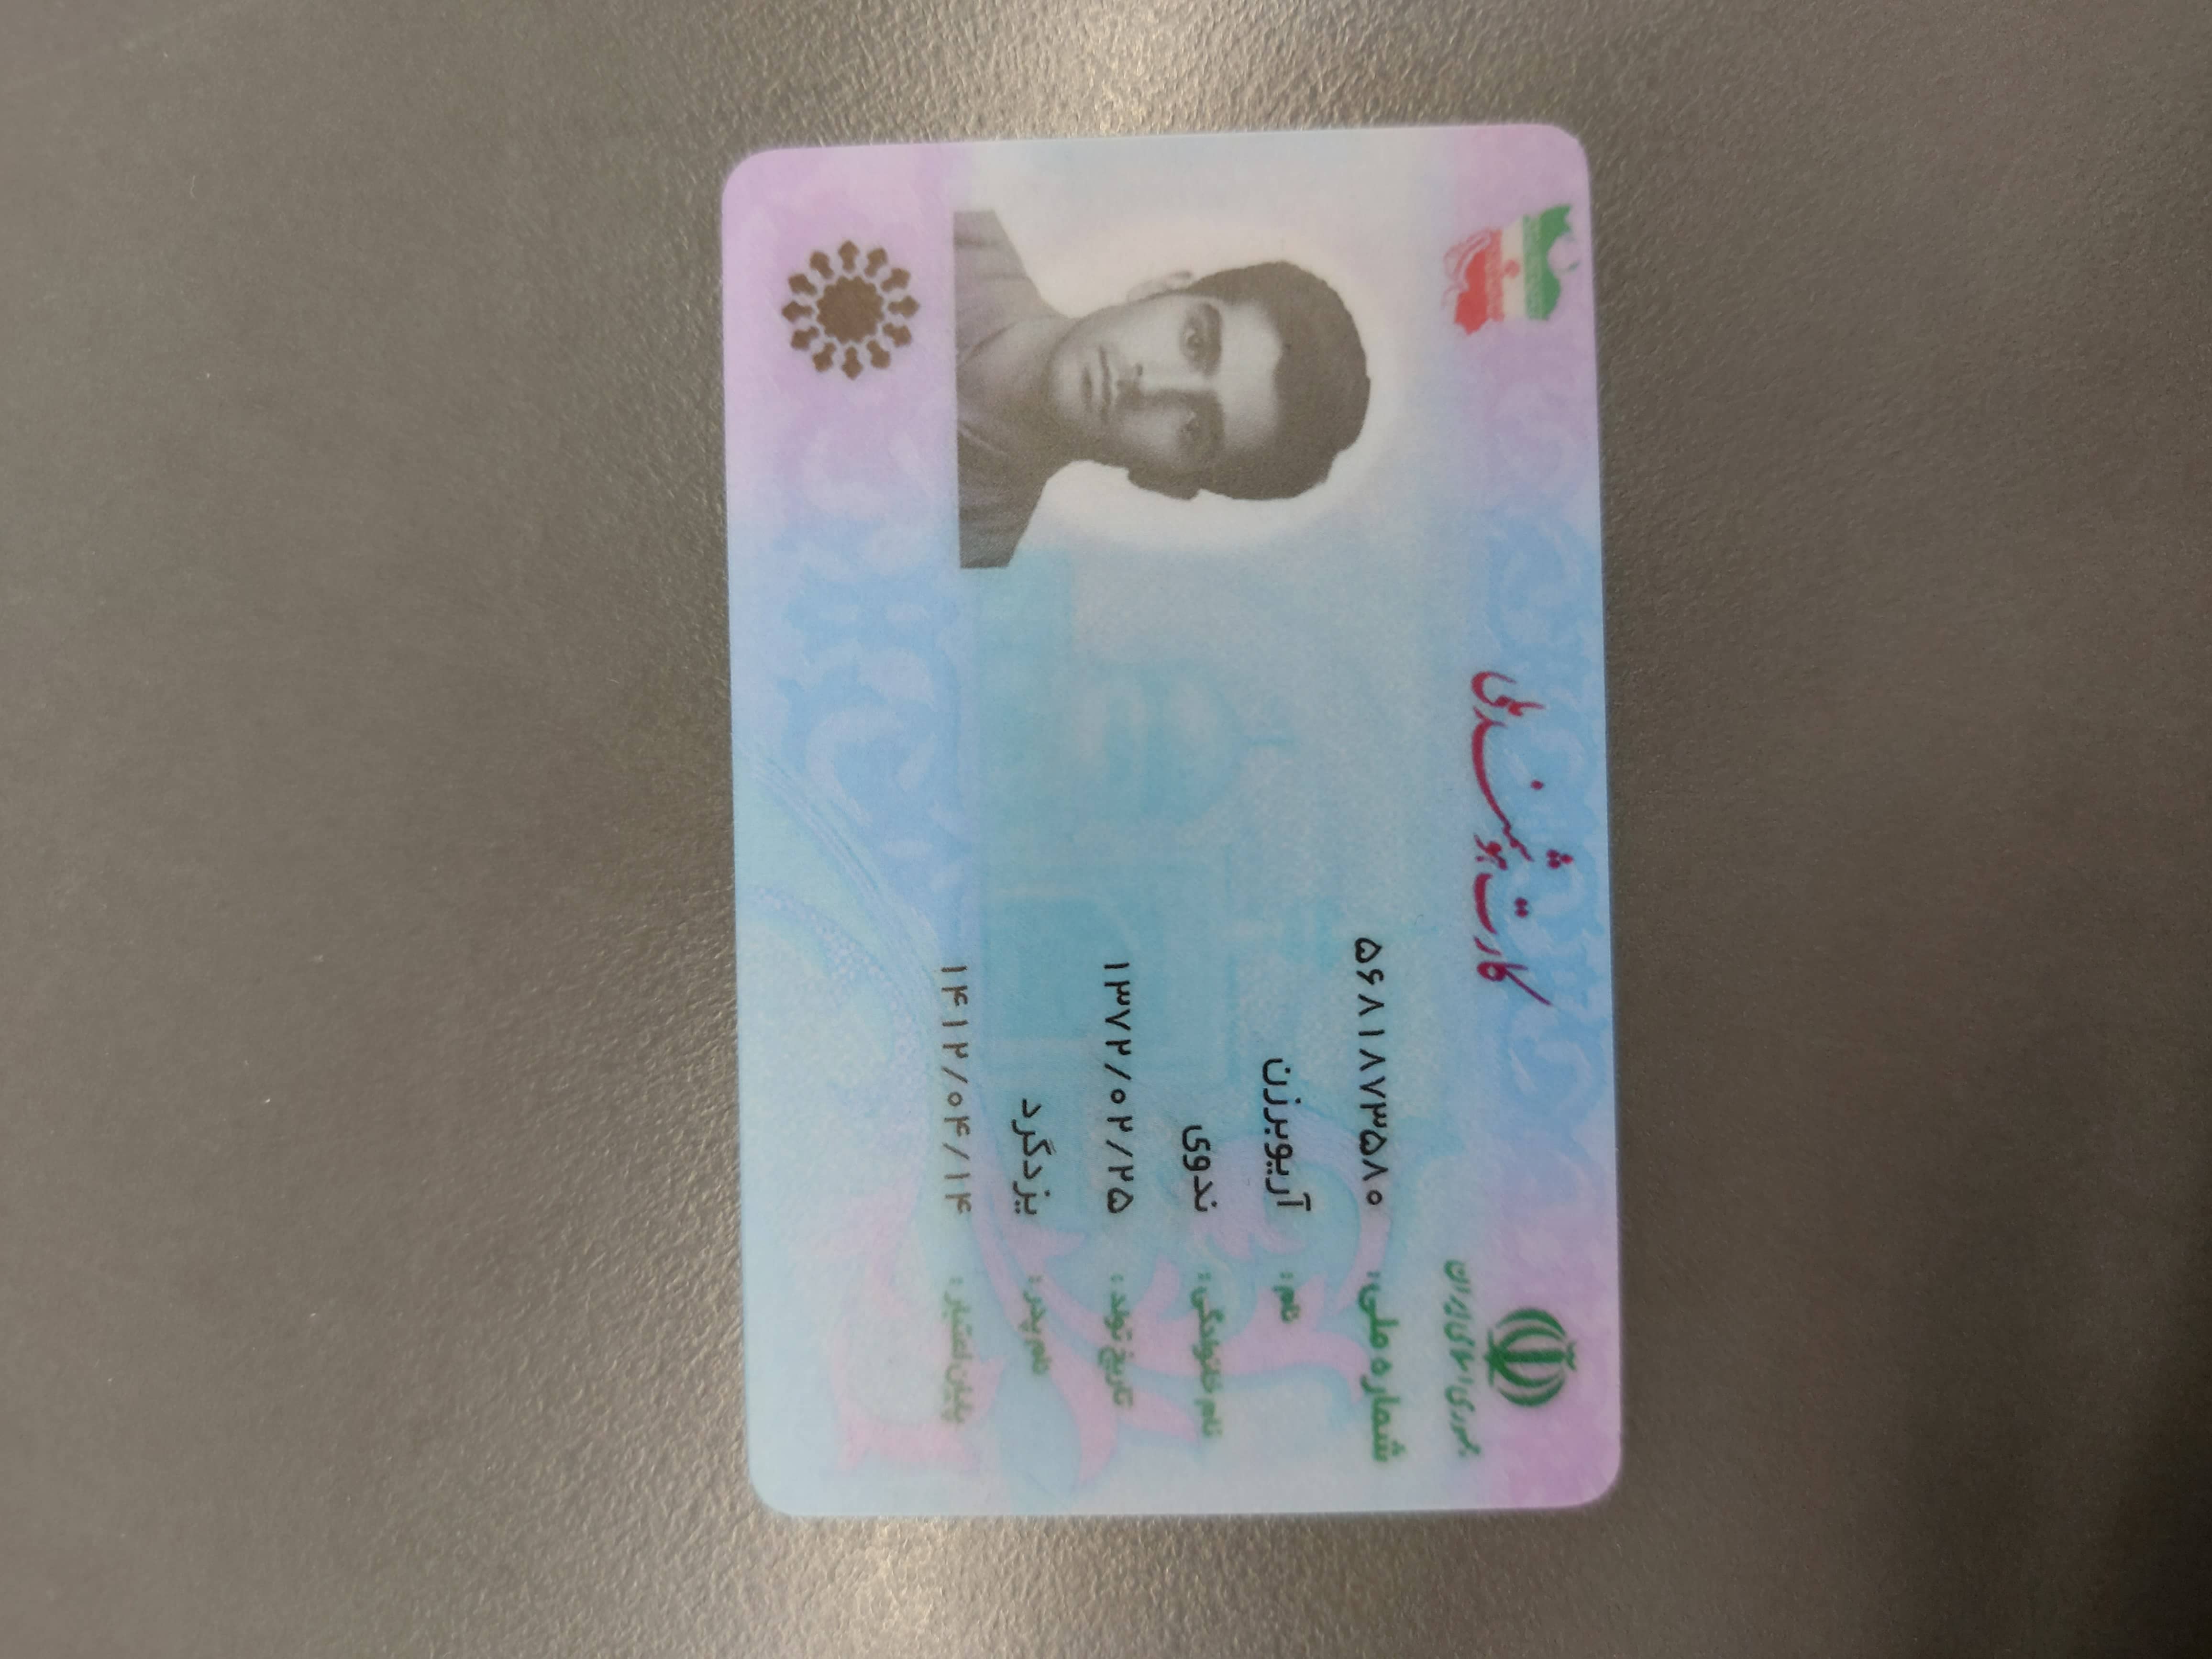 جمهوری اسلامی ایران
کارت هوشمند ملی
شماره ملی: ۵۶۸۱۸۷۳۵۸۰
نام: آریوبرزن
نام خانوادگی: ندوی
تاریخ تولد: ۱۳۷۲/۰۲/۲۵
نام پدر: یزدگرد
پایان اعتبار: ۱۴۱۲/۰۴/۱۴